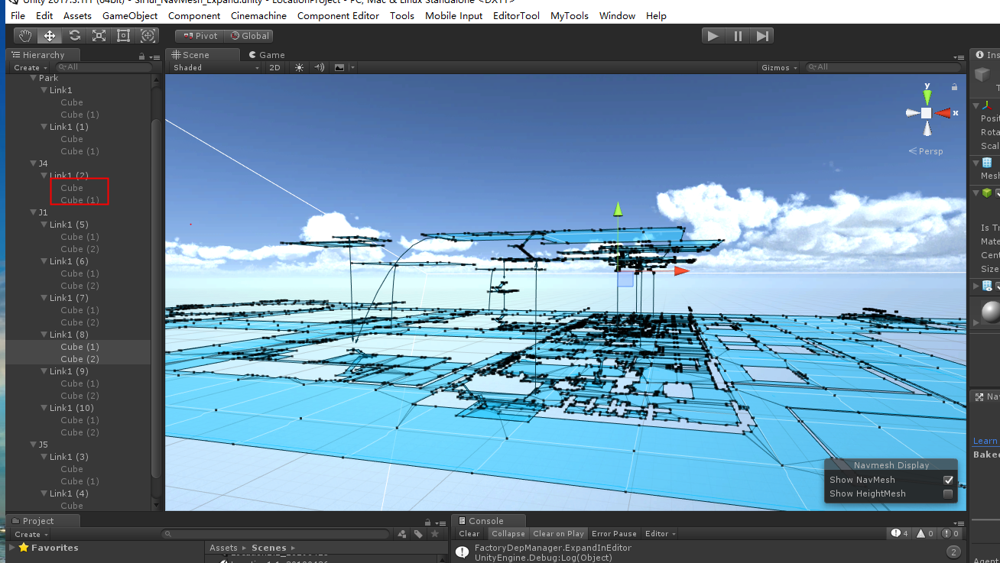 Unity 2017.3.1f1 (64bit) - SiHui_NavMesh_Expand.unity - LocationProject - PC, Mac & Linux Standalone <DX11>
File Edit Assets GameObject Component Cinemachine Component Editor Tools Mobile Input EditorTool MyTools Window Help
Pivot Global
Hierarchy
Create All
Park
Link1
Cube
Cube (1)
Link1 (1)
Cube
Cube (1)
J4
Link1 (2)
Cube
Cube (1)
J1
Link1 (5)
Cube (1)
Cube (2)
Link1 (6)
Cube (1)
Cube (2)
Link1 (7)
Cube (1)
Cube (2)
Link1 (8)
Cube (1)
Cube (2)
Link1 (9)
Cube (1)
Cube (2)
Link1 (10)
Cube (1)
Cube (2)
J5
Link1 (3)
Cube
Cube (1)
Link1 (4)
Cube
Scene Game
Shaded 2D Gizmos All
y
x
Persp
Navmesh Display
Show NavMesh
Show HeightMesh
Ins
T
Posit
Rota
Scal
Mesh
Is Tr
Mate
Cent
Size
Na
Learn
Baked
Agent
Project
Create
Favorites
Assets Scenes
Console
Clear Collapse Clear on Play Error Pause Editor 4 0 0
FactoryDepManager.ExpandInEditor
UnityEngine.Debug:Log(Object)
2